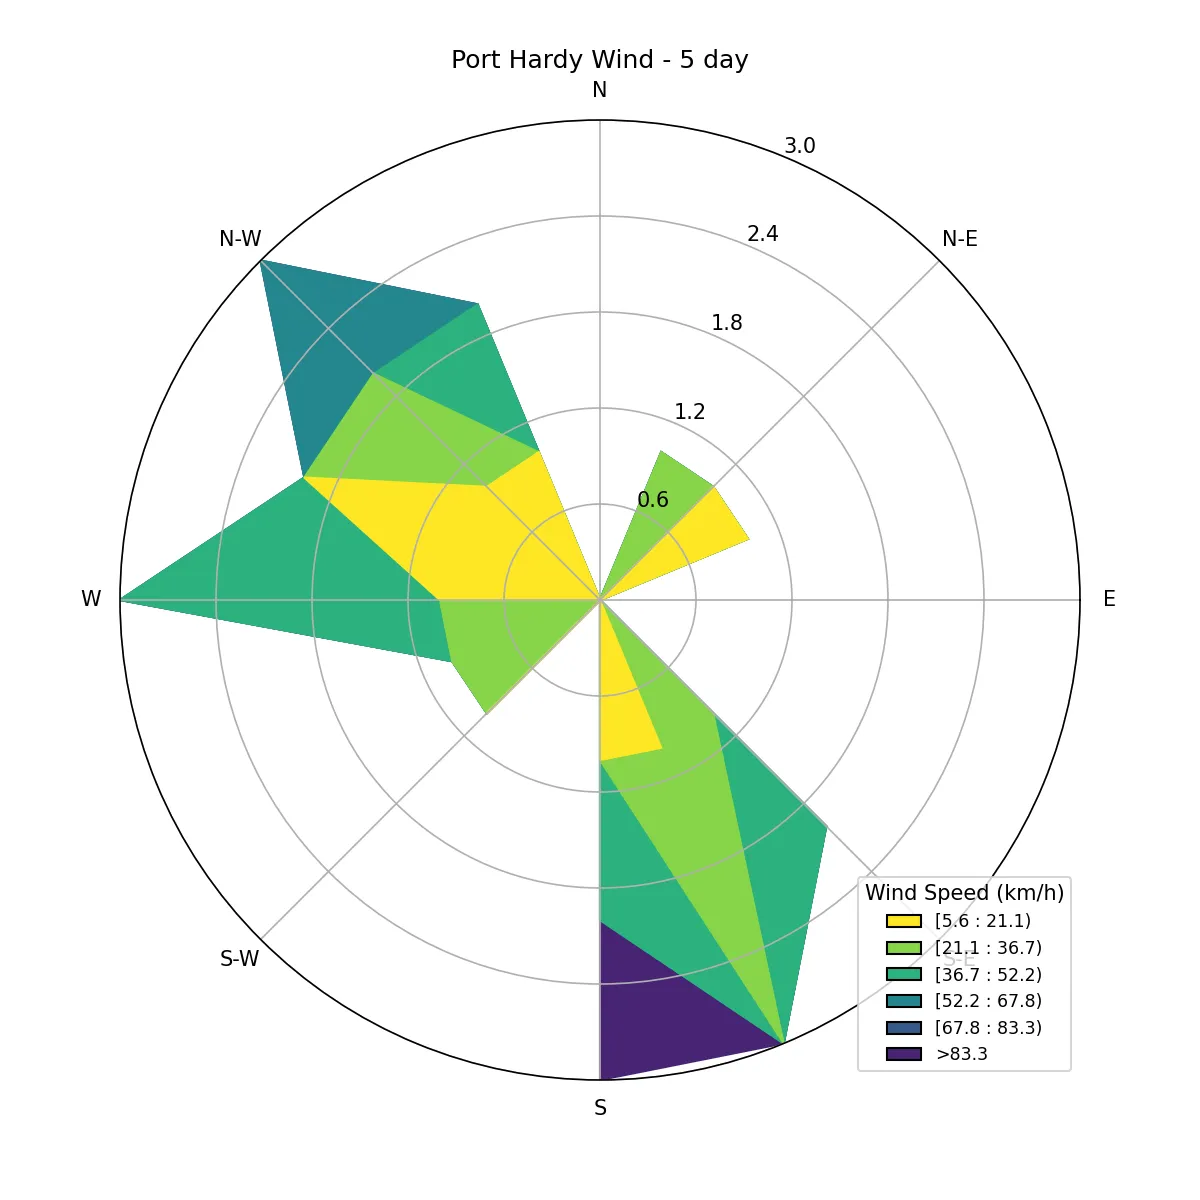 Port Hardy Wind - 5 day
N
3.0
N-W
N-E
2.4
1.8
1.2
0.6
W
E
S-W
S-E
S
Wind Speed (km/h)
[5.6 : 21.1)
[21.1 : 36.7)
[36.7 : 52.2)
[52.2 : 67.8)
[67.8 : 83.3)
>83.3